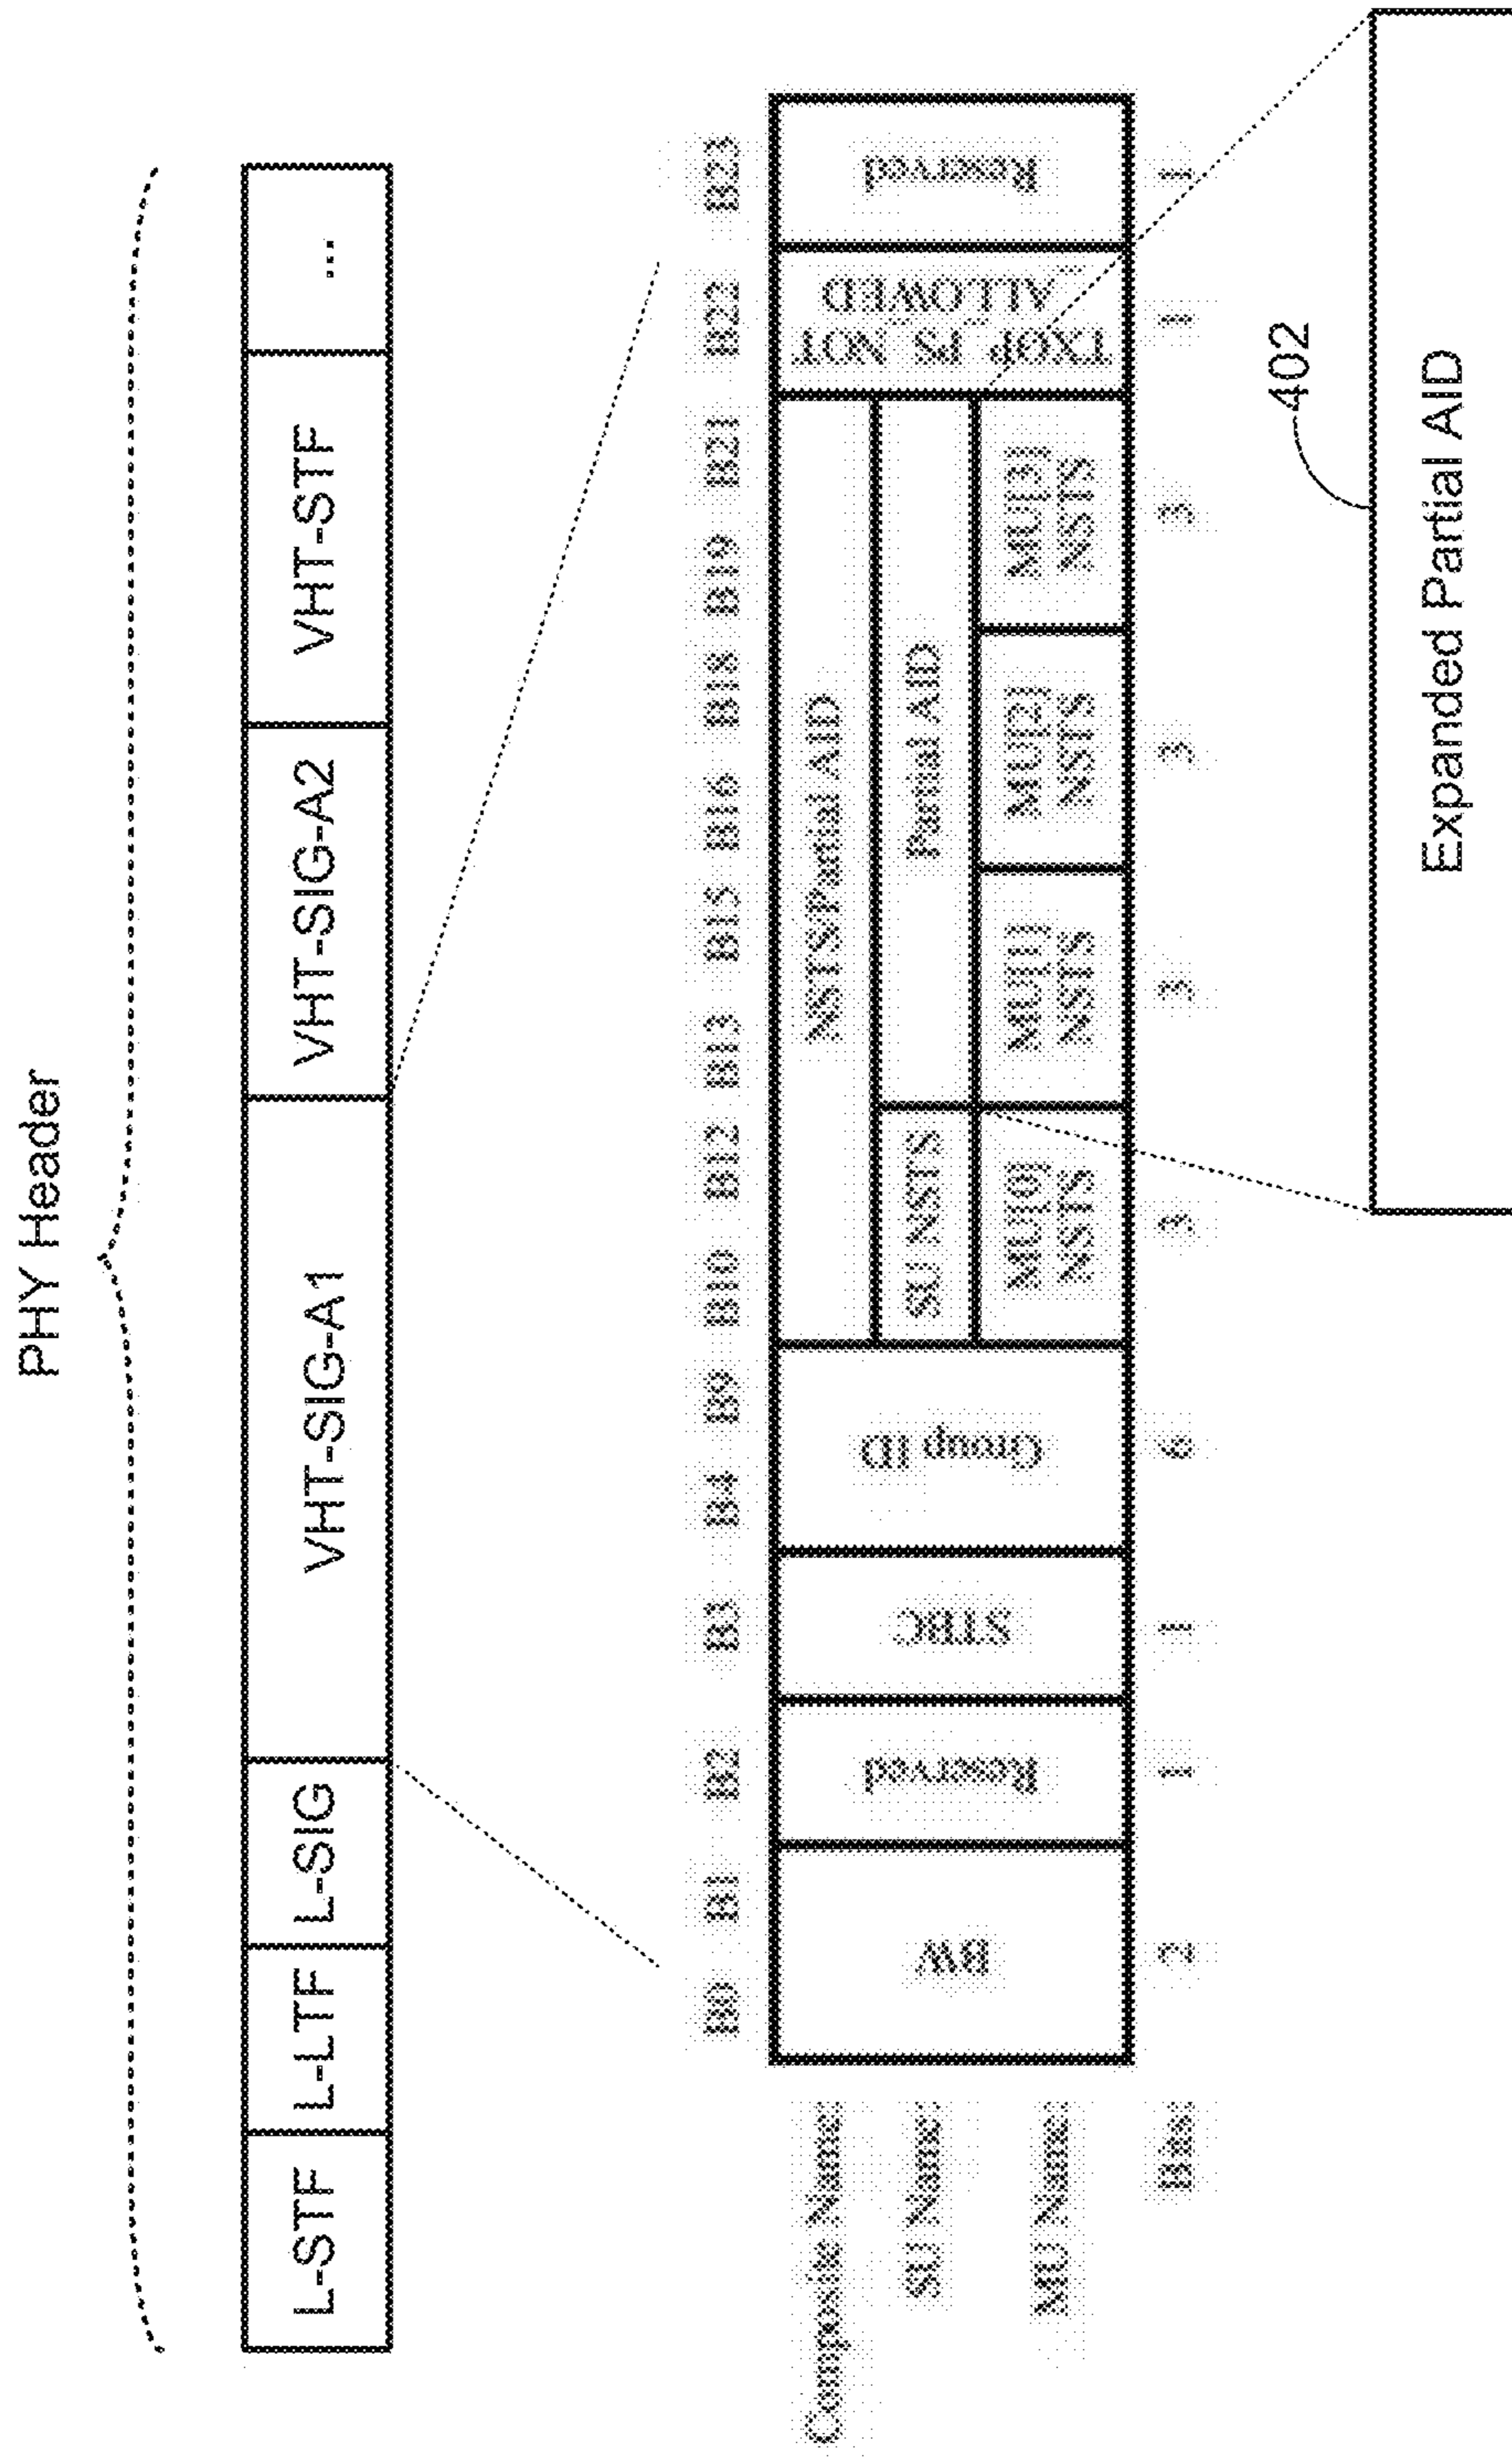 PHY Header
L-STF L-LTF L-SIG VHT-SIG-A1 VHT-SIG-A2 VHT-STF ...
B0 B1 B2 B3 B4 B9 B10 B12 B13 B15 B16 B18 B19 B21 B22 B23
Composite Name
SU Name
MU Name
BW
Reserved
STBC
Group ID
NSTSPartial AID
SU NSTS
Partial AID
MU[0]
NSTS
MU[1]
NSTS
MU[2]
NSTS
MU[3]
NSTS
TXOP_PS_NOT_
ALLOWED
Reserved
Bits 2 1 1 6 3 3 3 3 1 1
402
Expanded Partial AID